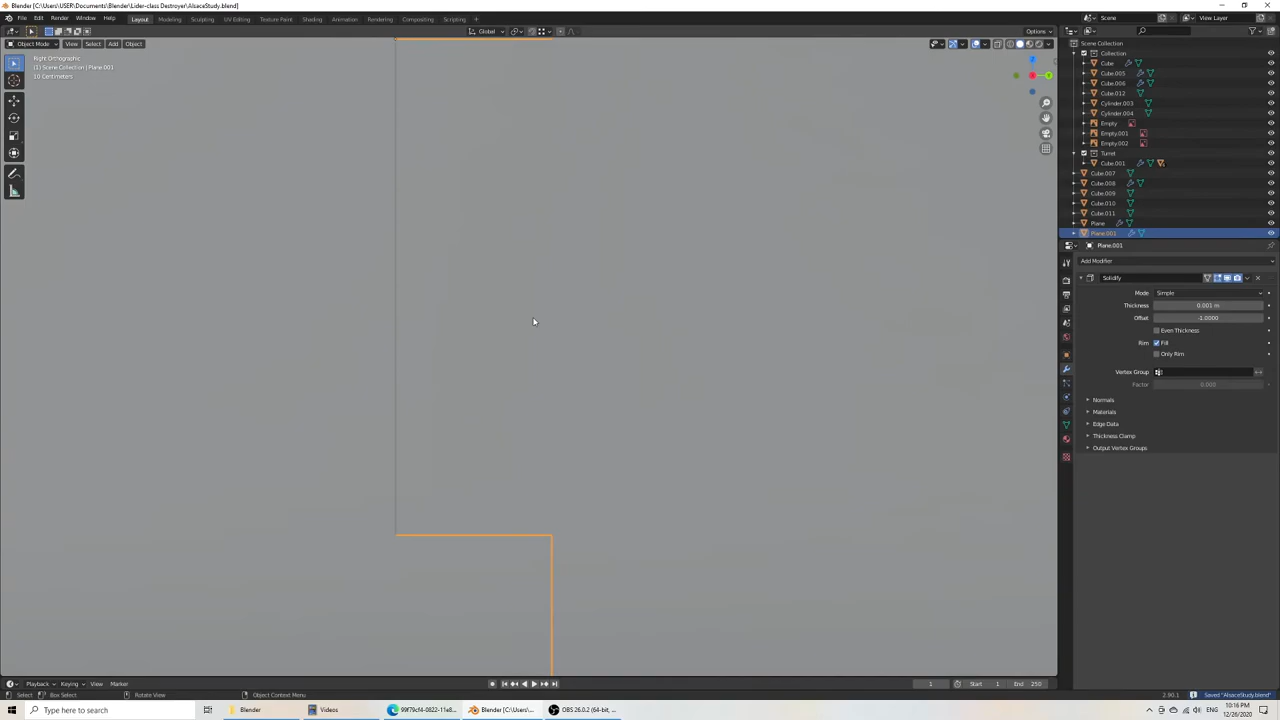 Blender [C:\Users\USER\Documents\Blender\Lider-class Destroyer\AlsaceStudy.blend]
File Edit Render Window Help Layout Modeling Sculpting UV Editing Texture Paint Shading Animation Rendering Compositing Scripting Scene View Layer
Global Options
Object Mode View Select Add Object
Right Orthographic
(1) Scene Collection | Plane.001
10 Centimeters
Scene Collection
Collection
Cube
Cube.005
Cube.006
Cube.012
Cylinder.003
Cylinder.004
Empty
Empty.001
Empty.002
Turret
Cube.001
Cube.007
Cube.008
Cube.009
Cube.010
Cube.011
Plane
Plane.001
Plane.001
Add Modifier
Solidify
Mode Simple
Thickness 0.001 m
Offset -1.0000
Even Thickness
Rim Fill
Only Rim
Vertex Group
Factor 0.000
Normals
Materials
Edge Data
Thickness Clamp
Output Vertex Groups
Playback Keying View Marker 1 Start 1 End 250
Select Box Select Rotate View Object Context Menu 2.90.1 Saved "AlsaceStudy.blend"
Type here to search Blender Videos 99f79cf4-0822-11e8... Blender [C:\Users\... OBS 26.0.2 (64-bit, ... ENG 10:16 PM
12/26/2020